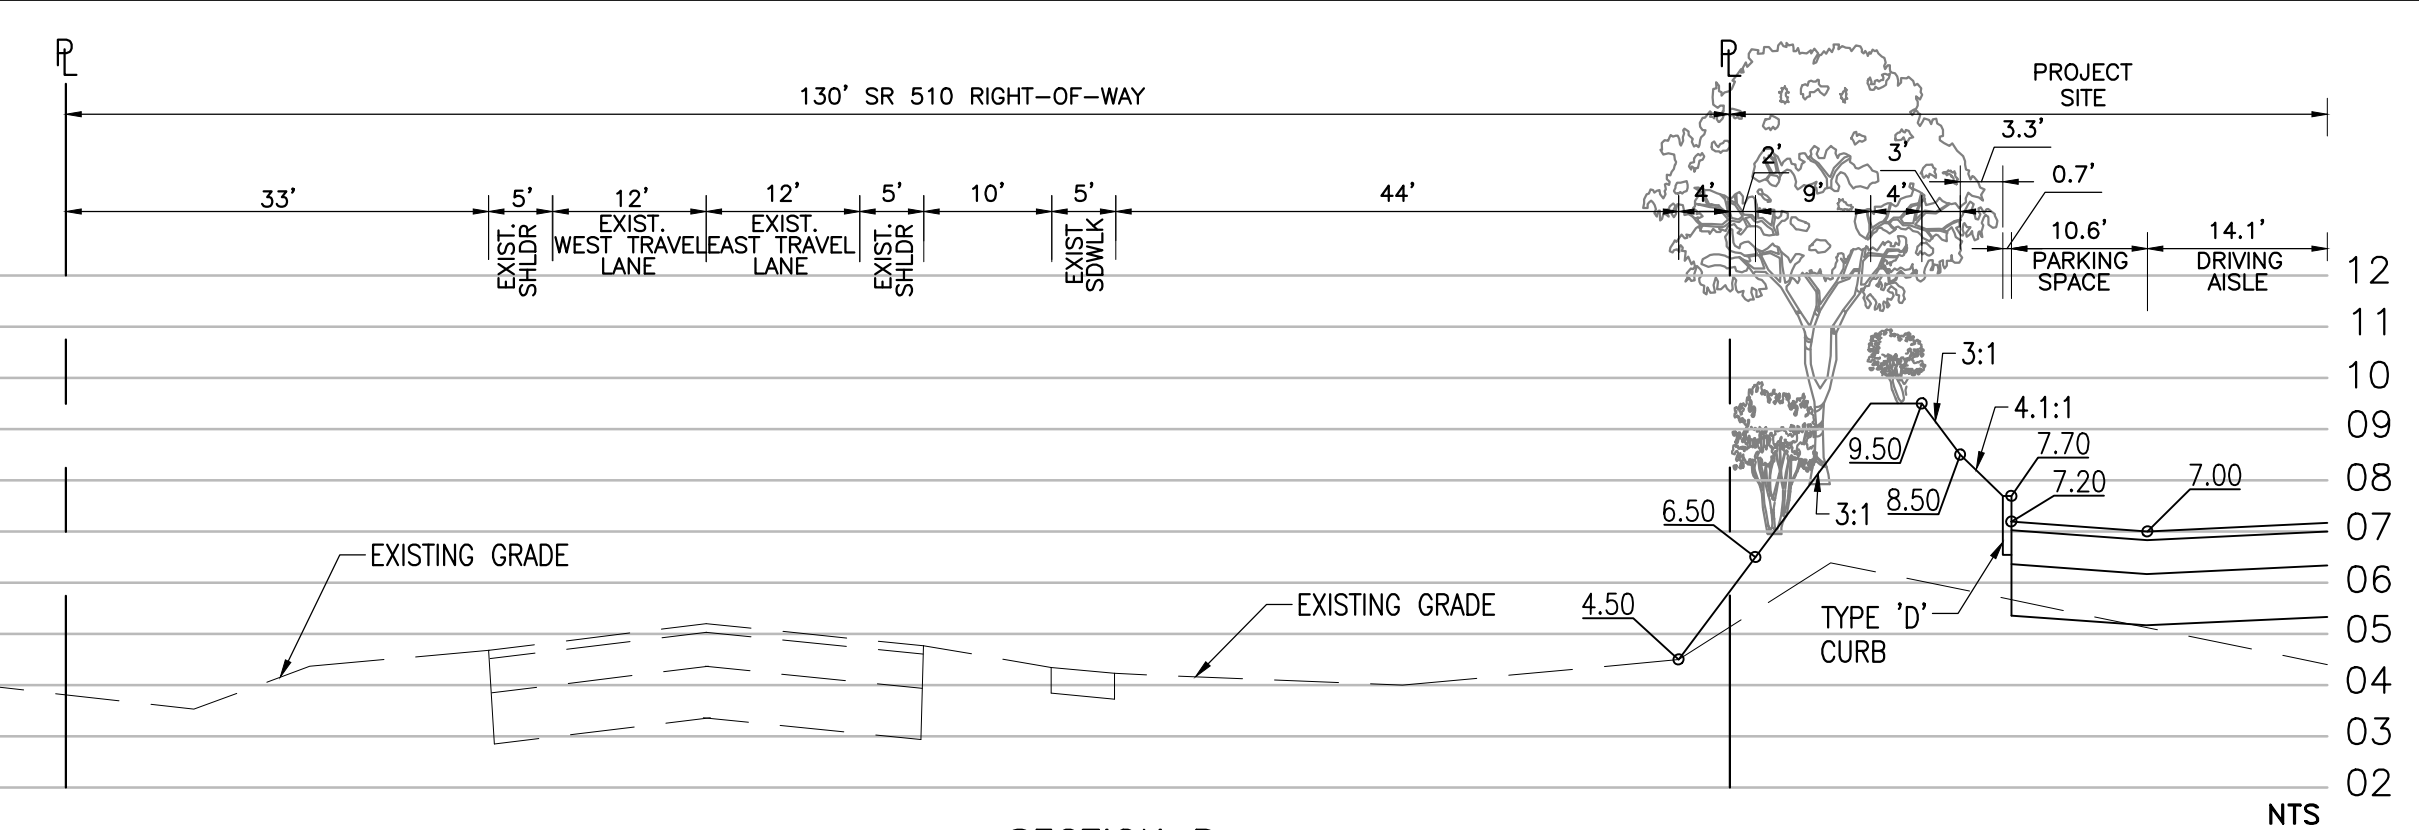 PL
PL
130' SR 510 RIGHT-OF-WAY
PROJECT
SITE
33'
5'
12'
12'
5'
10'
5'
44'
4'
2'
9'
4'
3'
3.3'
0.7'
10.6'
14.1'
EXIST.
SHLDR
EXIST.
WEST TRAVEL
LANE
EXIST.
EAST TRAVEL
LANE
EXIST.
SHLDR
EXIST.
SDWLK
PARKING
SPACE
DRIVING
AISLE
12
11
10
09
08
07
06
05
04
03
02
3:1
4.1:1
9.50
7.70
7.20
7.00
8.50
3:1
6.50
4.50
EXISTING GRADE
EXISTING GRADE
TYPE 'D'
CURB
NTS